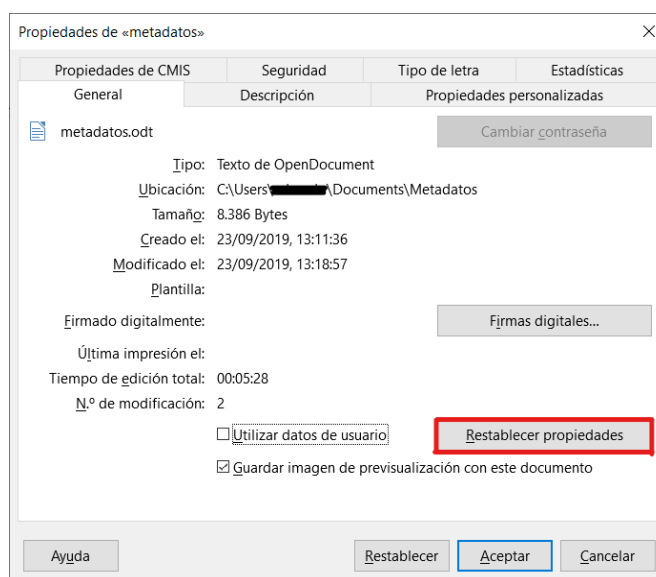 Propiedades de «metadatos»
Propiedades de CMIS Seguridad Tipo de letra Estadísticas
General Descripción Propiedades personalizadas
metadatos.odt Cambiar contraseña
Tipo: Texto de OpenDocument
Ubicación: C:\Users\ \Documents\Metadatos
Tamaño: 8.386 Bytes
Creado el: 23/09/2019, 13:11:36
Modificado el: 23/09/2019, 13:18:57
Plantilla:
Firmado digitalmente: Firmas digitales...
Última impresión el:
Tiempo de edición total: 00:05:28
N.º de modificación: 2
Utilizar datos de usuario Restablecer propiedades
Guardar imagen de previsualización con este documento
Ayuda Restablecer Aceptar Cancelar